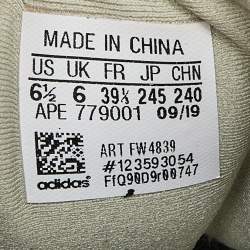 MADE IN CHINA
US UK FR JP CHN
6½ 6 39⅓ 245 240
APE 779001 09/19
ART FW4839
#123593054
FfQ90D9r00747
adidas